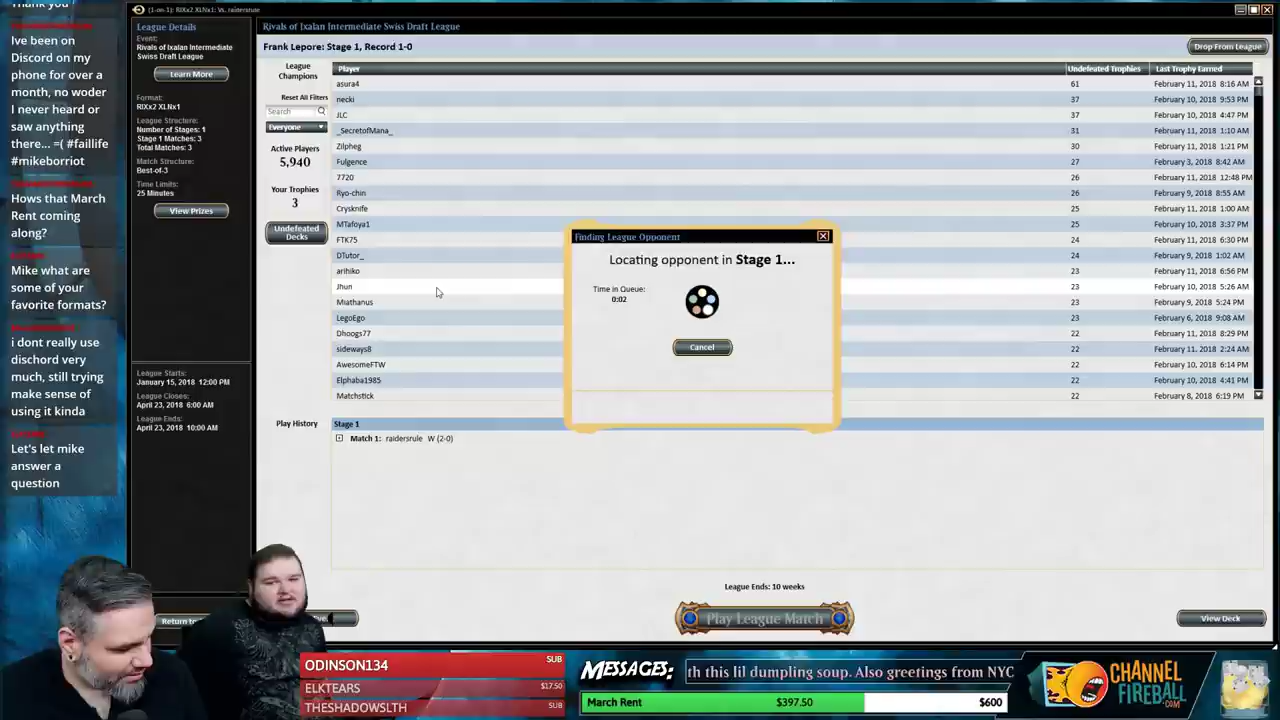 Thank you
Ive been on
Discord on my
phone for over a
month, no woder
I never heard or
saw anything
there... =( #faillife
#mikeborriot
Hows that March
Rent coming
along?
Mike wha are
some of your
favorite formats?
i dont really use
dischord very
much, still trying
make sense of
using it kinda
Let's let mike
answer a
question
(1-on-1) RIXx2 XLNx1: Vs. raidersrule
League Details
Event:
Rivals of Ixalan Intermediate
Swiss Draft League
Learn More
Format:
RIXx2 XLNx1
League Structure:
Number of Stages: 1
Stage 1 Matches: 3
Total Matches: 3
Match Structure:
Best-of-3
Time Limits:
25 Minutes
View Prizes
League Starts:
January 15, 2018 12:00 PM
League Closes:
April 23, 2018 6:00 AM
League Ends:
April 23, 2018 10:00 AM
Return to
Rivals of Ixalan Intermediate Swiss Draft League
Frank Lepore: Stage 1, Record 1-0
Drop From League
League
Champions
Reset All Filters
Search
Everyone
Active Players
5,940
Your Trophies
3
Undefeated
Decks
Player Undefeated Trophies Last Trophy Earned
asura4 61 February 11, 2018 8:16 AM
necki 37 February 10, 2018 9:53 PM
JLC 37 February 10, 2018 4:47 PM
_SecretofMana_ 31 February 11, 2018 1:10 AM
Zilpheg 30 February 11, 2018 1:21 PM
Fulgence 27 February 3, 2018 8:42 AM
7720 26 February 11, 2018 12:48 PM
Ryo-chin 26 February 9, 2018 8:55 AM
Crysknife 25 February 11, 2018 1:00 AM
MTafoya1 25 February 10, 2018 3:37 PM
FTK75 24 February 11, 2018 6:30 PM
DTutor_ 24 February 9, 2018 1:02 AM
arihiko 23 February 11, 2018 6:56 PM
Jhun 23 February 10, 2018 5:26 AM
Miathanus 23 February 9, 2018 5:24 PM
LegoEgo 23 February 6, 2018 9:08 AM
Dhoogs77 22 February 11, 2018 8:29 PM
sideways8 22 February 11, 2018 2:24 AM
AwesomeFTW 22 February 10, 2018 6:14 PM
Elphaba1985 22 February 10, 2018 4:41 PM
Matchstick 22 February 8, 2018 6:19 PM
Finding League Opponent
Locating opponent in Stage 1...
Time in Queue:
0:02
Cancel
Play History
Stage 1
Match 1: raidersrule W (2-0)
League Ends: 10 weeks
Play League Match
View Deck
ODINSON134 SUB
ELKTEARS $17.50
THESHADOWSLTH SUB
MESSAGES:
th this lil dumpling soup. Also greetings from NYC
March Rent $397.50 $600
CHANNEL
FIREBALL
.COM